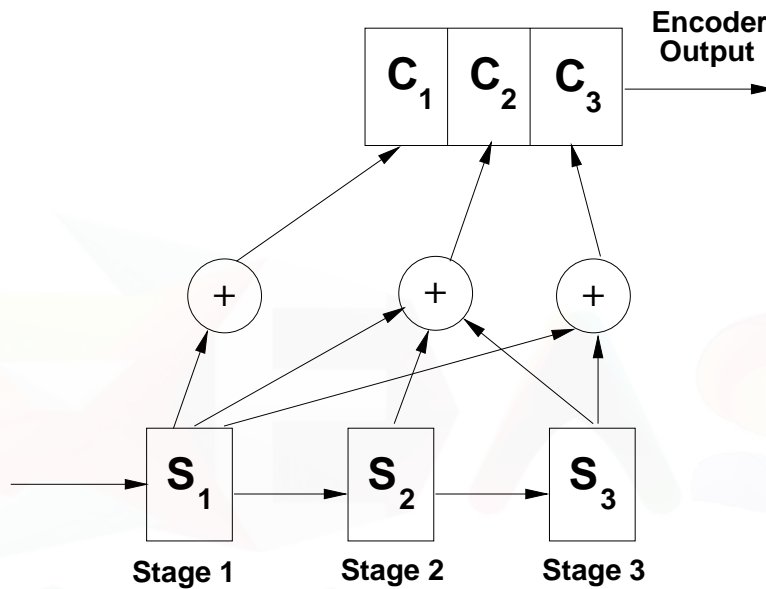 Encoder
Output
C1 C2 C3
+ + +
S1 S2 S3
Stage 1 Stage 2 Stage 3